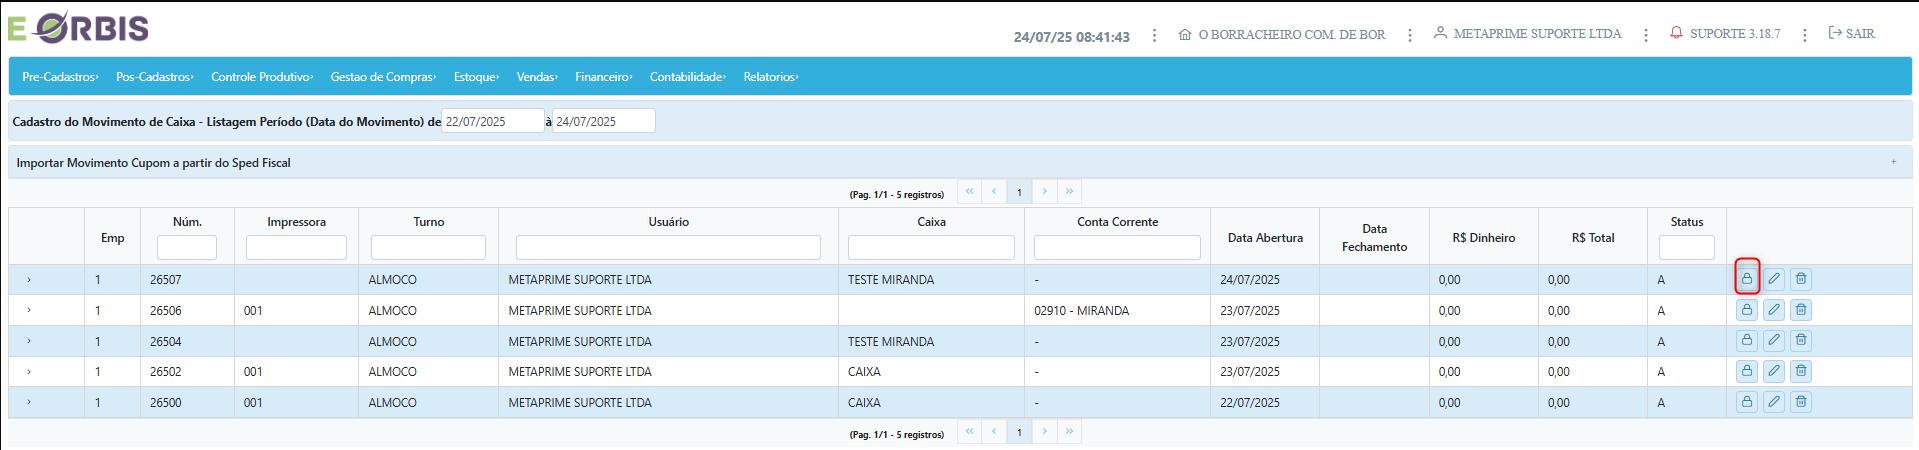 E ORBIS
24/07/25 08:41:43 O BORRACHEIRO COM. DE BOR METAPRIME SUPORTE LTDA SUPORTE 3.18.7 SAIR
Pre-Cadastros Pos-Cadastros Controle Produtivo Gestao de Compras Estoque Vendas Financeiro Contabilidade Relatorios
Cadastro do Movimento de Caixa - Listagem Período (Data do Movimento) de 22/07/2025 à 24/07/2025
Importar Movimento Cupom a partir do Sped Fiscal +
(Pag. 1/1 - 5 registros) « ‹ 1 › »
Emp Núm. Impressora Turno Usuário Caixa Conta Corrente Data Abertura Data Fechamento R$ Dinheiro R$ Total Status
› 1 26507 ALMOCO METAPRIME SUPORTE LTDA TESTE MIRANDA - 24/07/2025 0,00 0,00 A
› 1 26506 001 ALMOCO METAPRIME SUPORTE LTDA 02910 - MIRANDA 23/07/2025 0,00 0,00 A
› 1 26504 ALMOCO METAPRIME SUPORTE LTDA TESTE MIRANDA - 23/07/2025 0,00 0,00 A
› 1 26502 001 ALMOCO METAPRIME SUPORTE LTDA CAIXA - 23/07/2025 0,00 0,00 A
› 1 26500 001 ALMOCO METAPRIME SUPORTE LTDA CAIXA - 22/07/2025 0,00 0,00 A
(Pag. 1/1 - 5 registros) « ‹ 1 › »